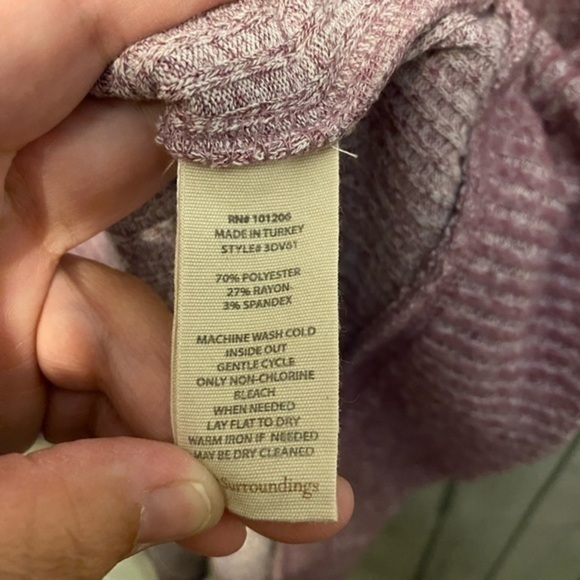 RN# 101206
MADE IN TURKEY
STYLE# 3DV61
70% POLYESTER
27% RAYON
3% SPANDEX
MACHINE WASH COLD
INSIDE OUT
GENTLE CYCLE
ONLY NON-CHLORINE
BLEACH
WHEN NEEDED
LAY FLAT TO DRY
WARM IRON IF NEEDED
MAY BE DRY CLEANED
Surroundings